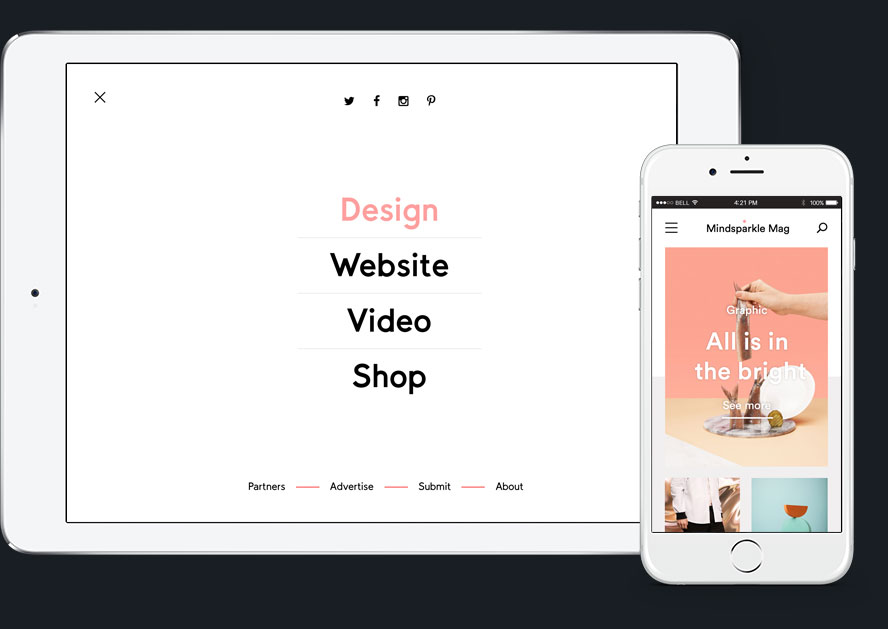 Design
Website
Video
Shop
Partners
Advertise
Submit
About
BELL
4:21 PM
100%
Mindsparkle Mag
Graphic
All is in
the bright
See more